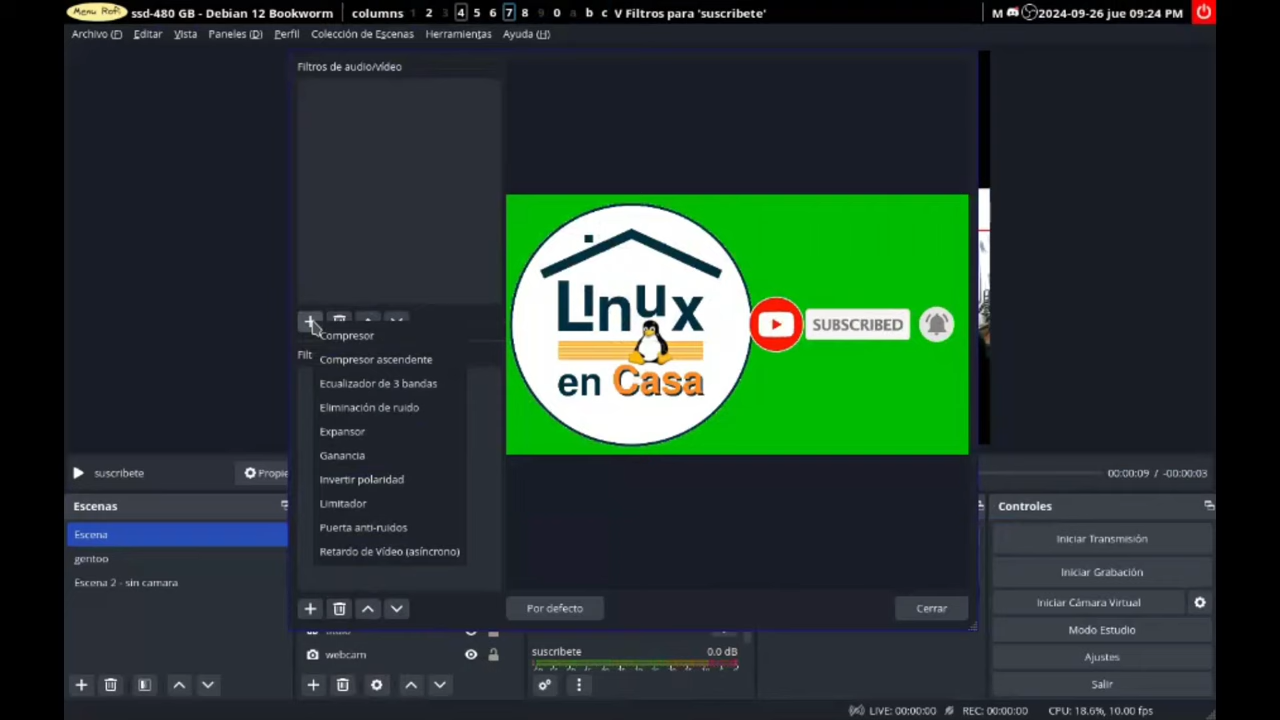 Menu Rofi ssd-480 GB - Debian 12 Bookworm columns 1 2 3 4 5 6 7 8 9 0 a b c V Filtros para 'suscribete' M 2024-09-26 jue 09:24 PM
Archivo (F) Editar Vista Paneles (D) Perfil Colección de Escenas Herramientas Ayuda (H)
Filtros de audio/vídeo
Compresor
Filt
Compresor ascendente
Ecualizador de 3 bandas
Eliminación de ruido
Expansor
Ganancia
Invertir polaridad
Limitador
Puerta anti-ruidos
Retardo de Vídeo (asíncrono)
Linux
en Casa
SUBSCRIBED
Por defecto
Cerrar
suscribete
Propie
00:00:09 / -00:00:03
Escenas
Escena
gentoo
Escena 2 - sin camara
webcam
suscribete
0.0 dB
Controles
Iniciar Transmisión
Iniciar Grabación
Iniciar Cámara Virtual
Modo Estudio
Ajustes
Salir
LIVE: 00:00:00 REC: 00:00:00 CPU: 18.6%, 10.00 fps